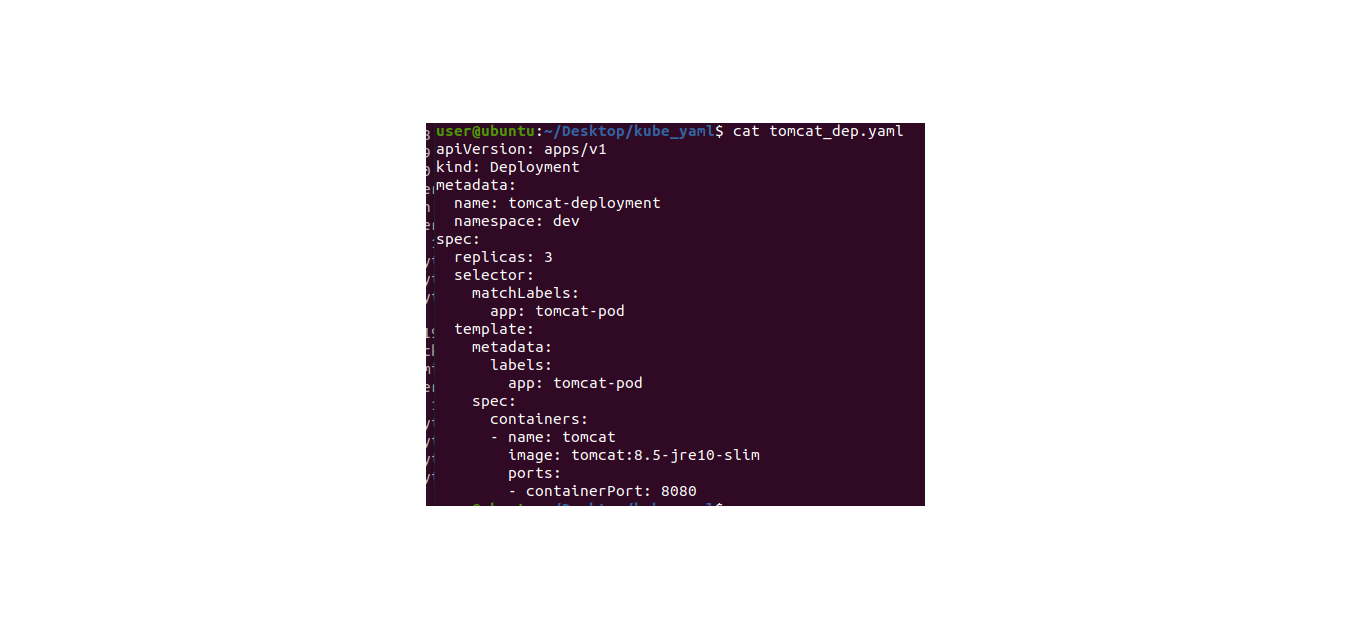 user@ubuntu:~/Desktop/kube_yaml$ cat tomcat_dep.yaml
apiVersion: apps/v1
kind: Deployment
metadata:
  name: tomcat-deployment
  namespace: dev
spec:
  replicas: 3
  selector:
    matchLabels:
      app: tomcat-pod
  template:
    metadata:
      labels:
        app: tomcat-pod
    spec:
      containers:
      - name: tomcat
        image: tomcat:8.5-jre10-slim
        ports:
        - containerPort: 8080